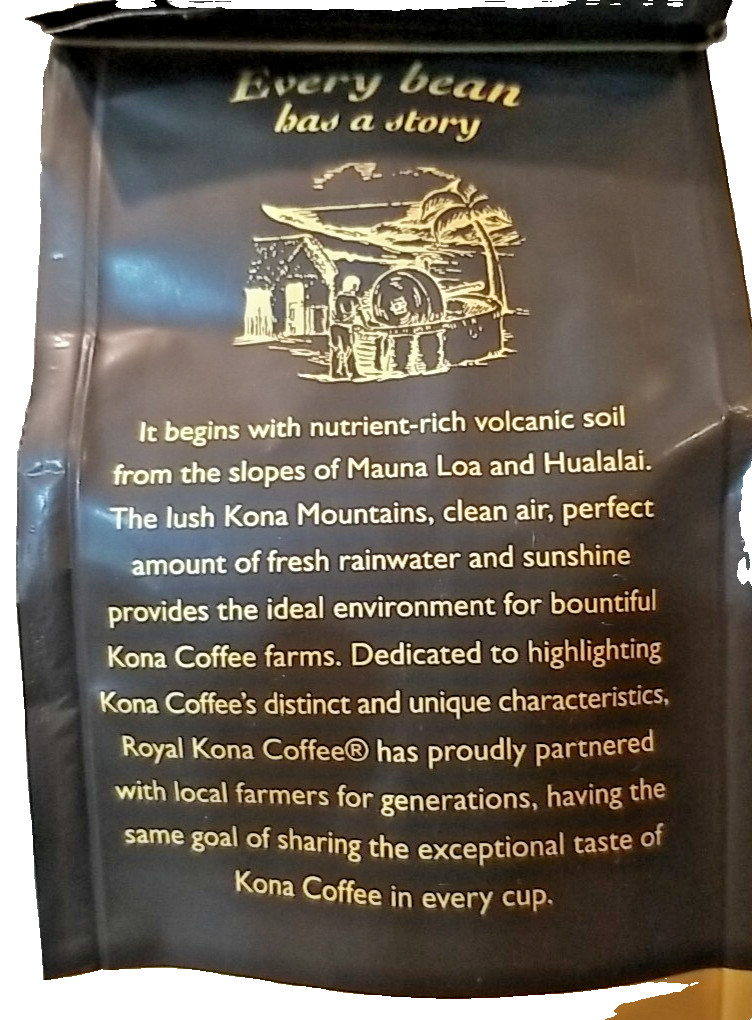 Every bean
has a story
It begins with nutrient-rich volcanic soil
from the slopes of Mauna Loa and Hualalai.
The lush Kona Mountains, clean air, perfect
amount of fresh rainwater and sunshine
provides the ideal environment for bountiful
Kona Coffee farms. Dedicated to highlighting
Kona Coffee's distinct and unique characteristics,
Royal Kona Coffee® has proudly partnered
with local farmers for generations, having the
same goal of sharing the exceptional taste of
Kona Coffee in every cup.